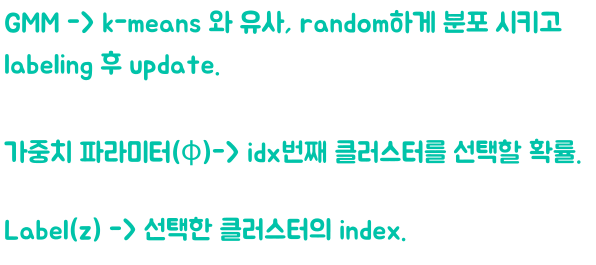 GMM -> k-means 와 유사, random하게 분포 시키고
labeling 후 update.
가중치 파라미터(φ)-> idx번째 클러스터를 선택할 확률.
Label(z) -> 선택한 클러스터의 index.